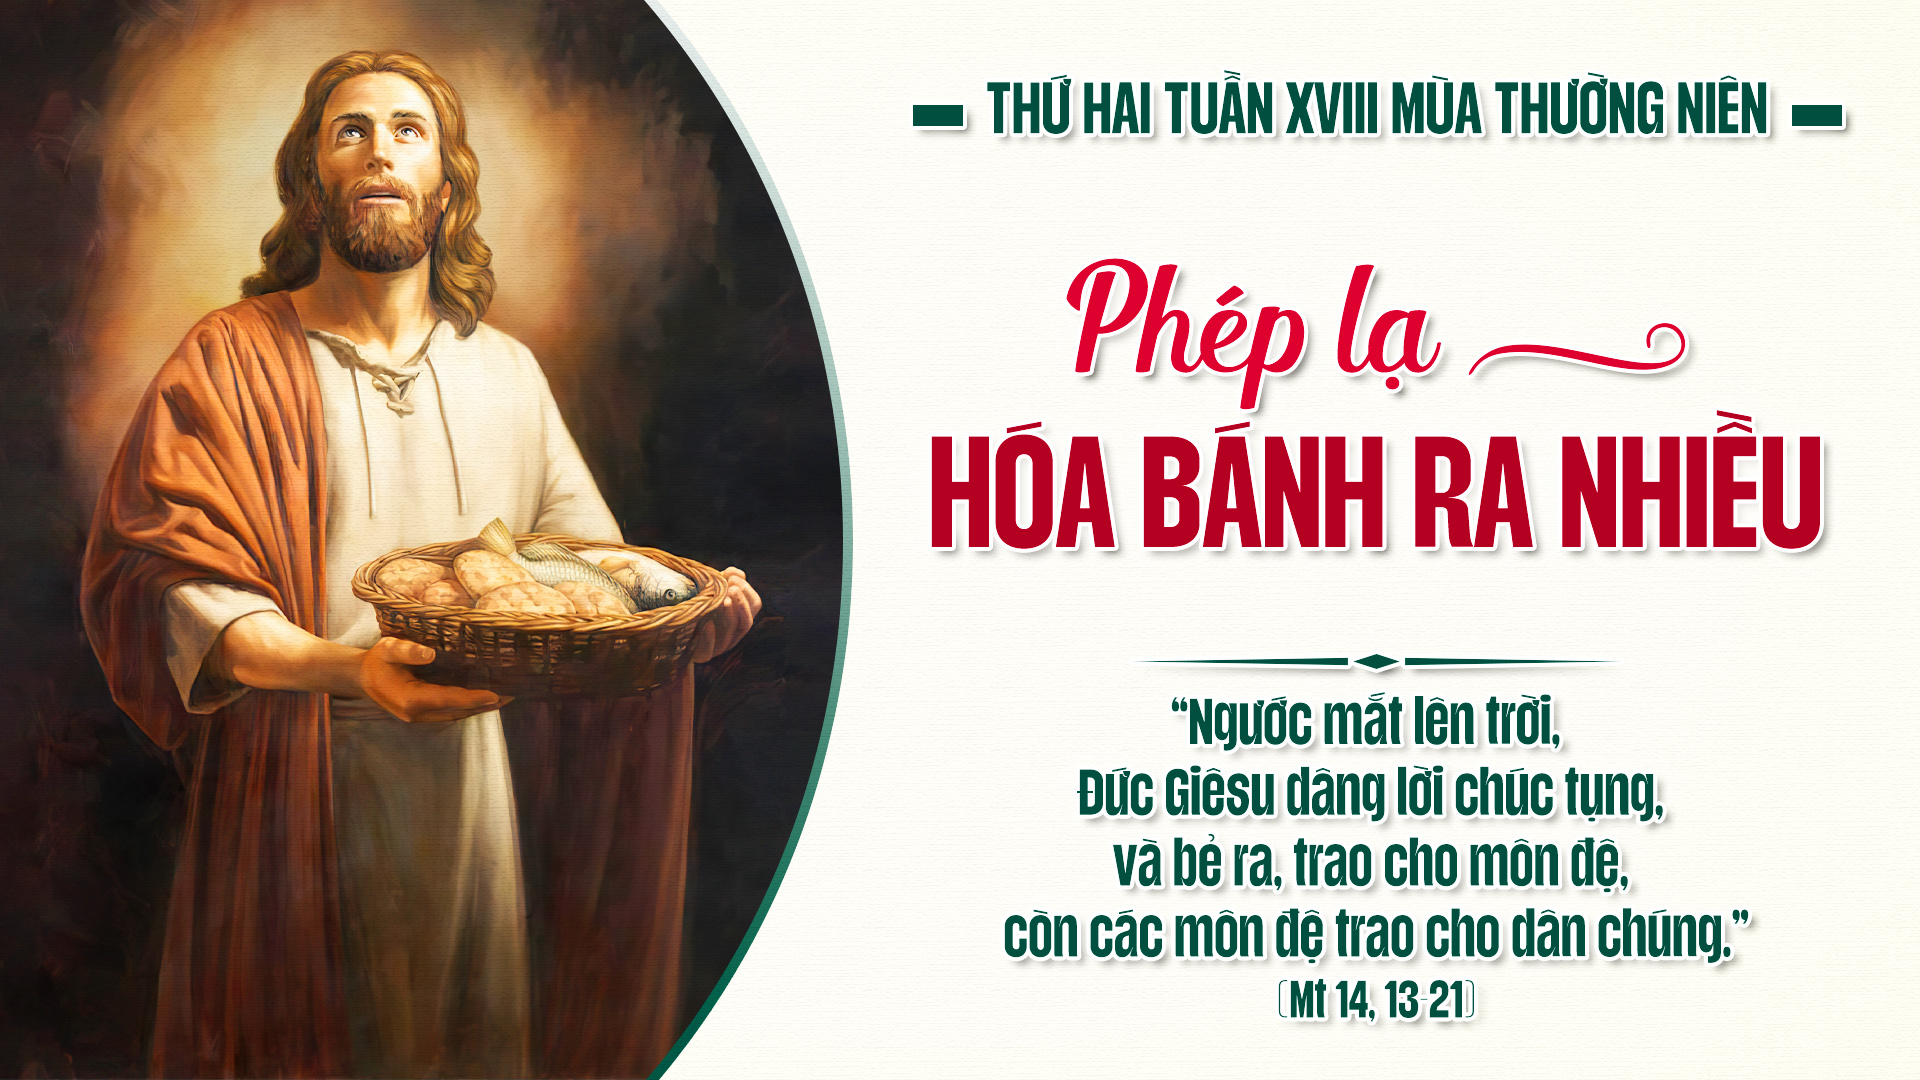 THỨ HAI TUẦN XVIII MÙA THƯỜNG NIÊN
Phép lạ
HÓA BÁNH RA NHIỀU
“Ngước mắt lên trời,
Đức Giêsu dâng lời chúc tụng,
và bẻ ra, trao cho môn đệ,
còn các môn đệ trao cho dân chúng.”
(Mt 14, 13-21)